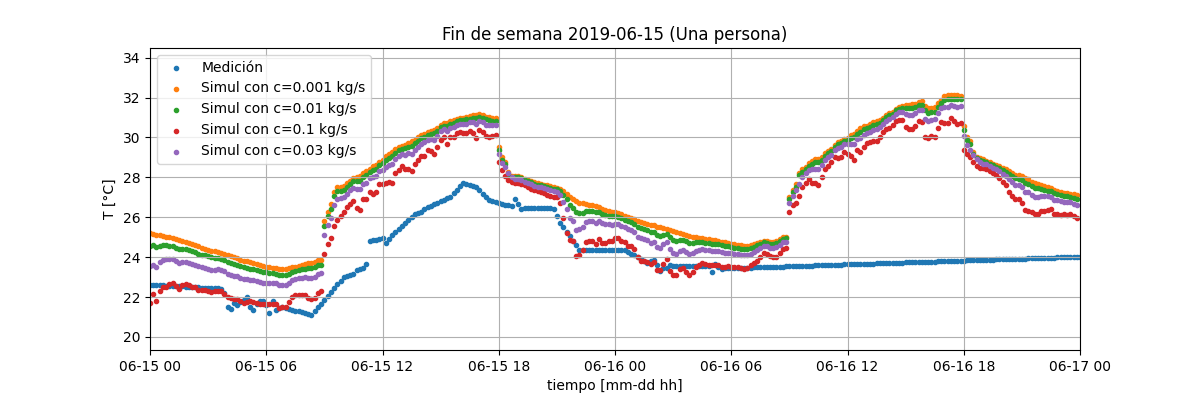 Fin de semana 2019-06-15 (Una persona)
Medición
Simul con c=0.001 kg/s
Simul con c=0.01 kg/s
Simul con c=0.1 kg/s
Simul con c=0.03 kg/s
T [°C]
34
32
30
28
26
24
22
20
06-15 00
06-15 06
06-15 12
06-15 18
06-16 00
06-16 06
06-16 12
06-16 18
06-17 00
tiempo [mm-dd hh]